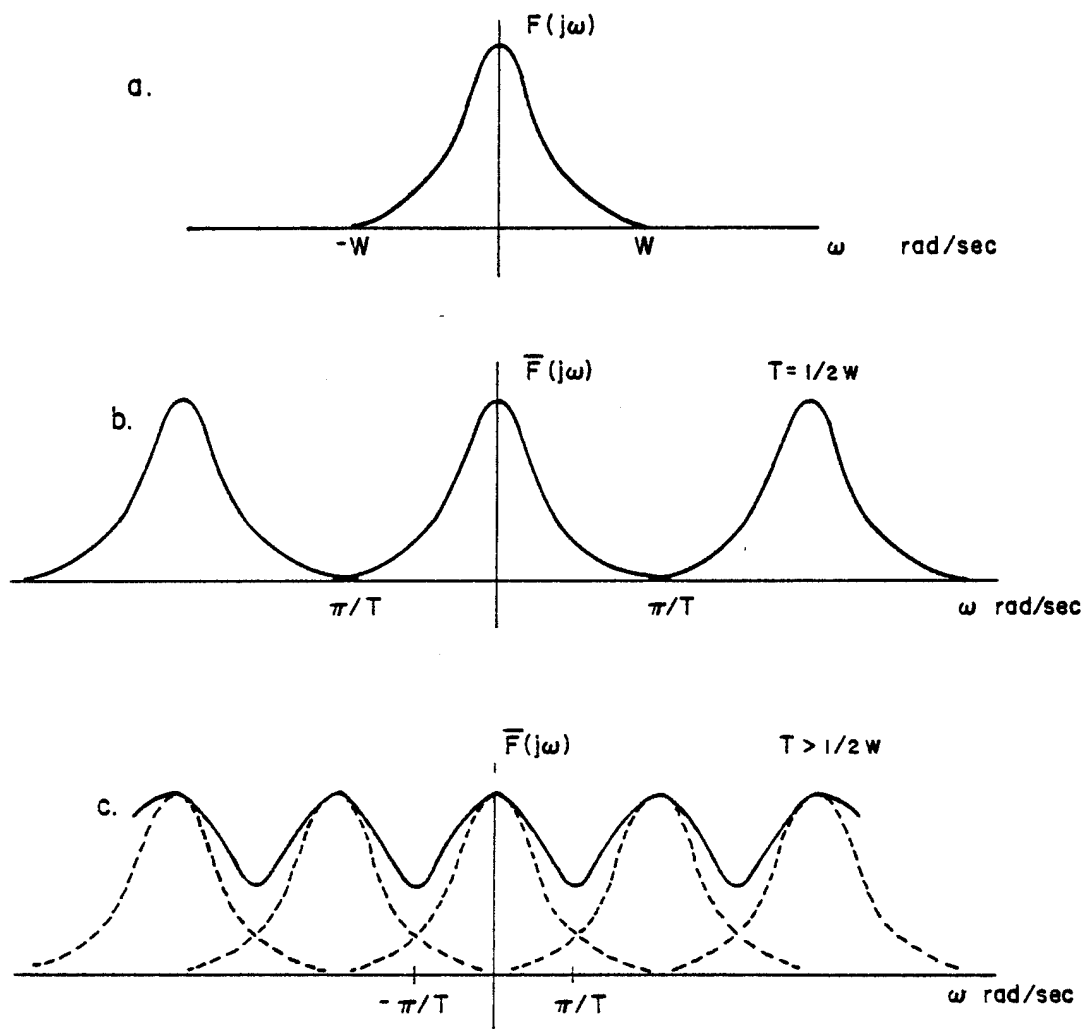 F(jω)
a.
-W W ω rad/sec
F̅(jω) T = 1/2 W
b.
π/T π/T ω rad/sec
F̅(jω) T > 1/2 W
c.
-π/T π/T ω rad/sec